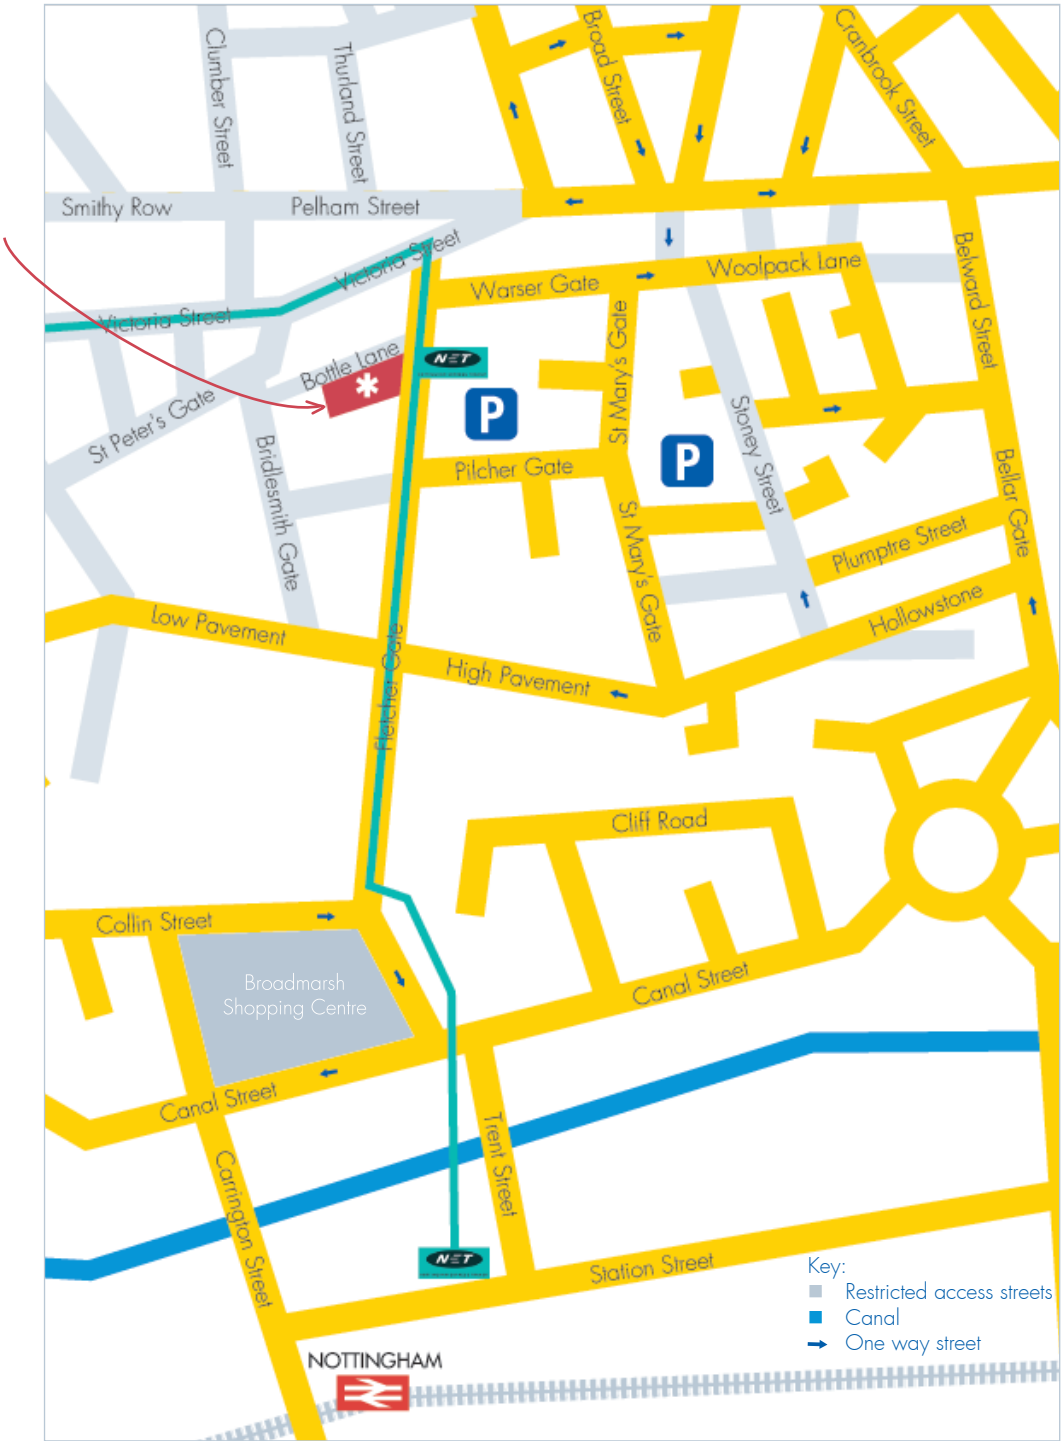 Clumber Street
Thurland Street
Broad Street
Cranbrook Street
Smithy Row
Pelham Street
Victoria Street
Victoria Street
Belward Street
Warser Gate
Woolpack Lane
St Mary's Gate
Bottle Lane
*
NET
P
P
St Peter's Gate
Stoney Street
Bridlesmith Gate
Pilcher Gate
Bellar Gate
St Mary's Gate
Plumptre Street
Hollowstone
Low Pavement
High Pavement
Fletcher Gate
Cliff Road
Collin Street
Broadmarsh
Shopping Centre
Canal Street
Canal Street
Trent Street
Carrington Street
NET
Station Street
Key:
Restricted access streets
Canal
One way street
NOTTINGHAM